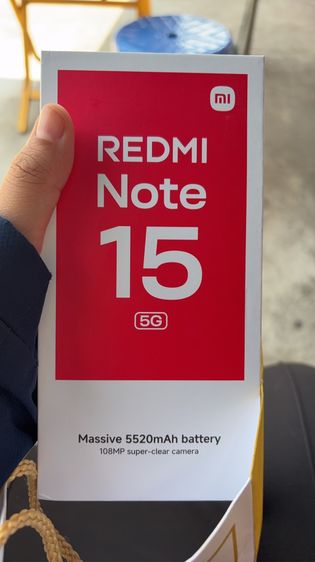 mi
REDMI
Note
15
5G
Massive 5520mAh battery
108MP super-clear camera